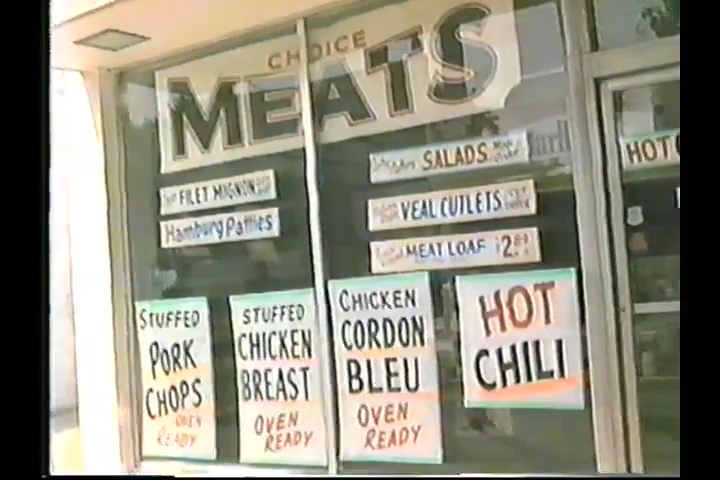 CHOICE
MEATS
SALADS
FILET MIGNON
Hamburg Patties
VEAL CUTLETS
MEAT LOAF $2.89
STUFFED
PORK
CHOPS
OVEN
READY
STUFFED
CHICKEN
BREAST
OVEN
READY
CHICKEN
CORDON
BLEU
OVEN
READY
HOT
CHILI
HOT